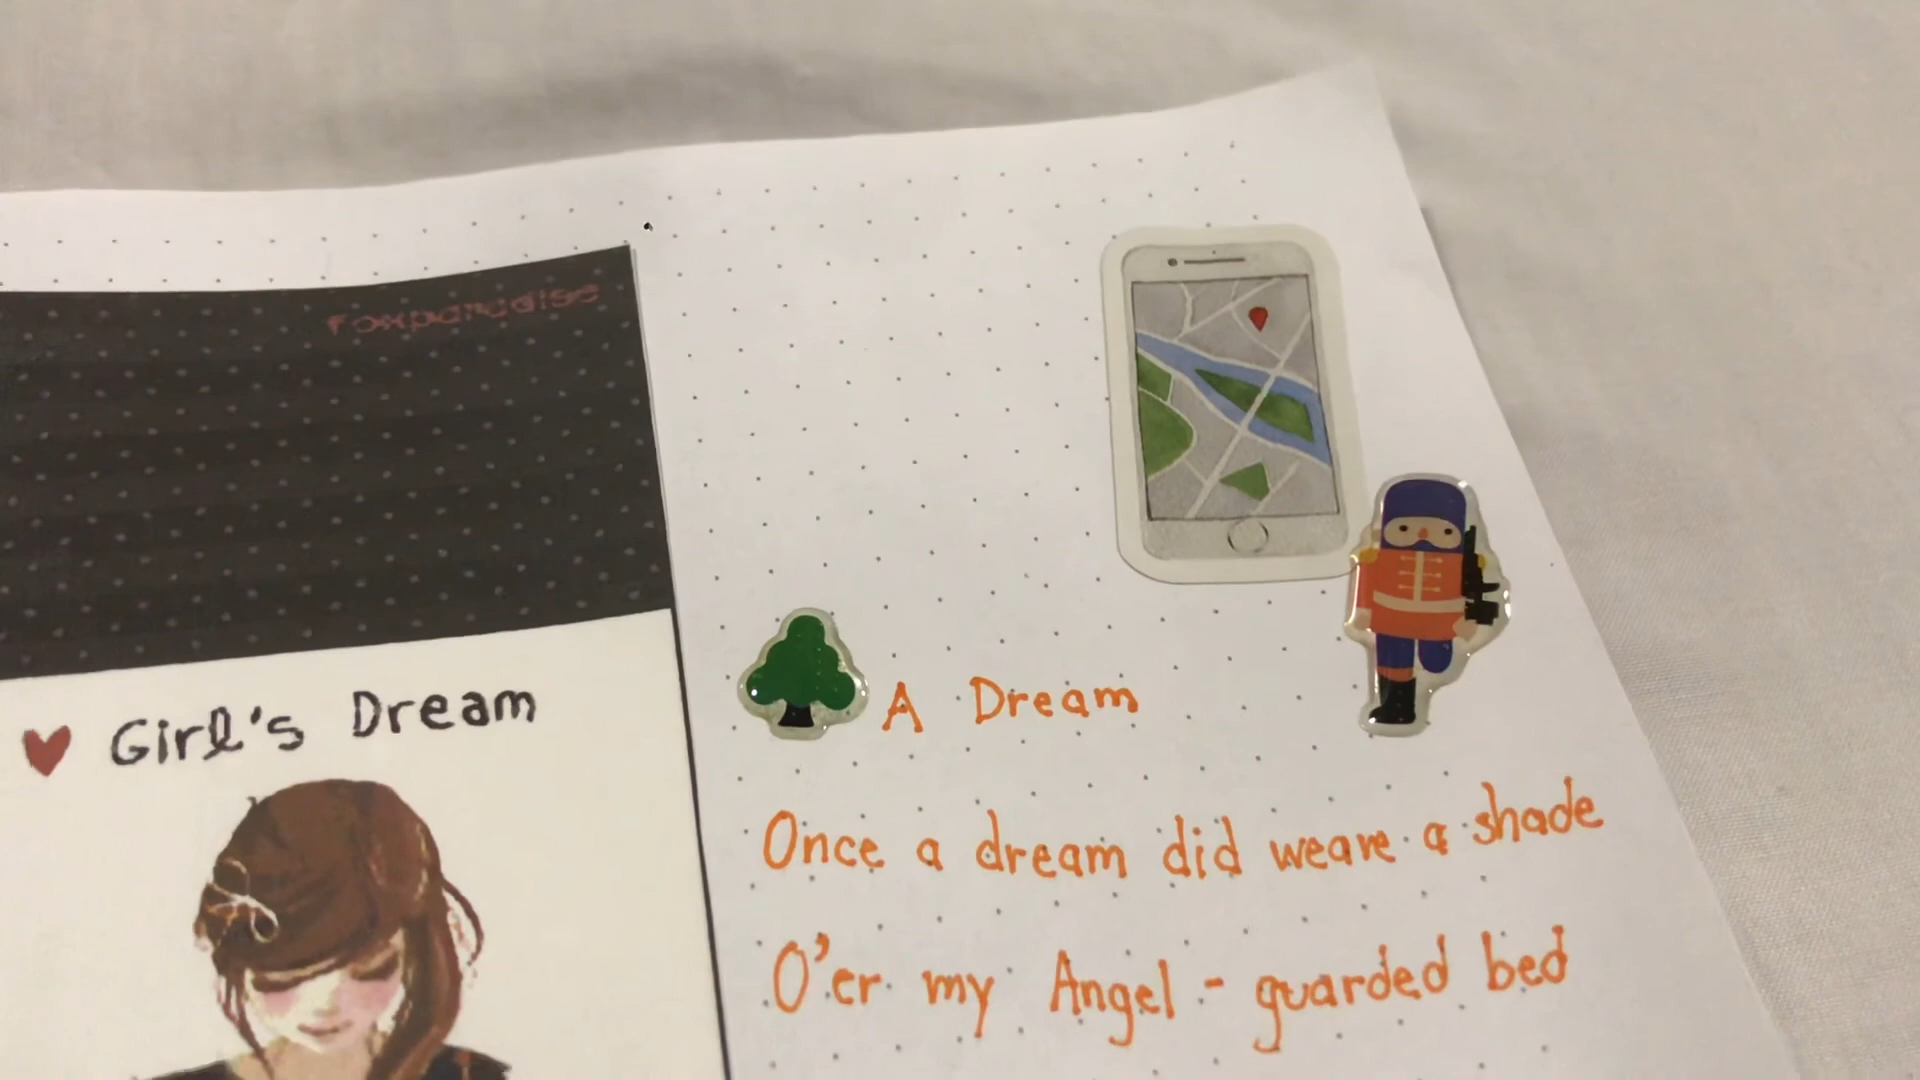 foxparadise
♥ Girl's Dream
A Dream
Once a dream did weave a shade
O'er my Angel - guarded bed